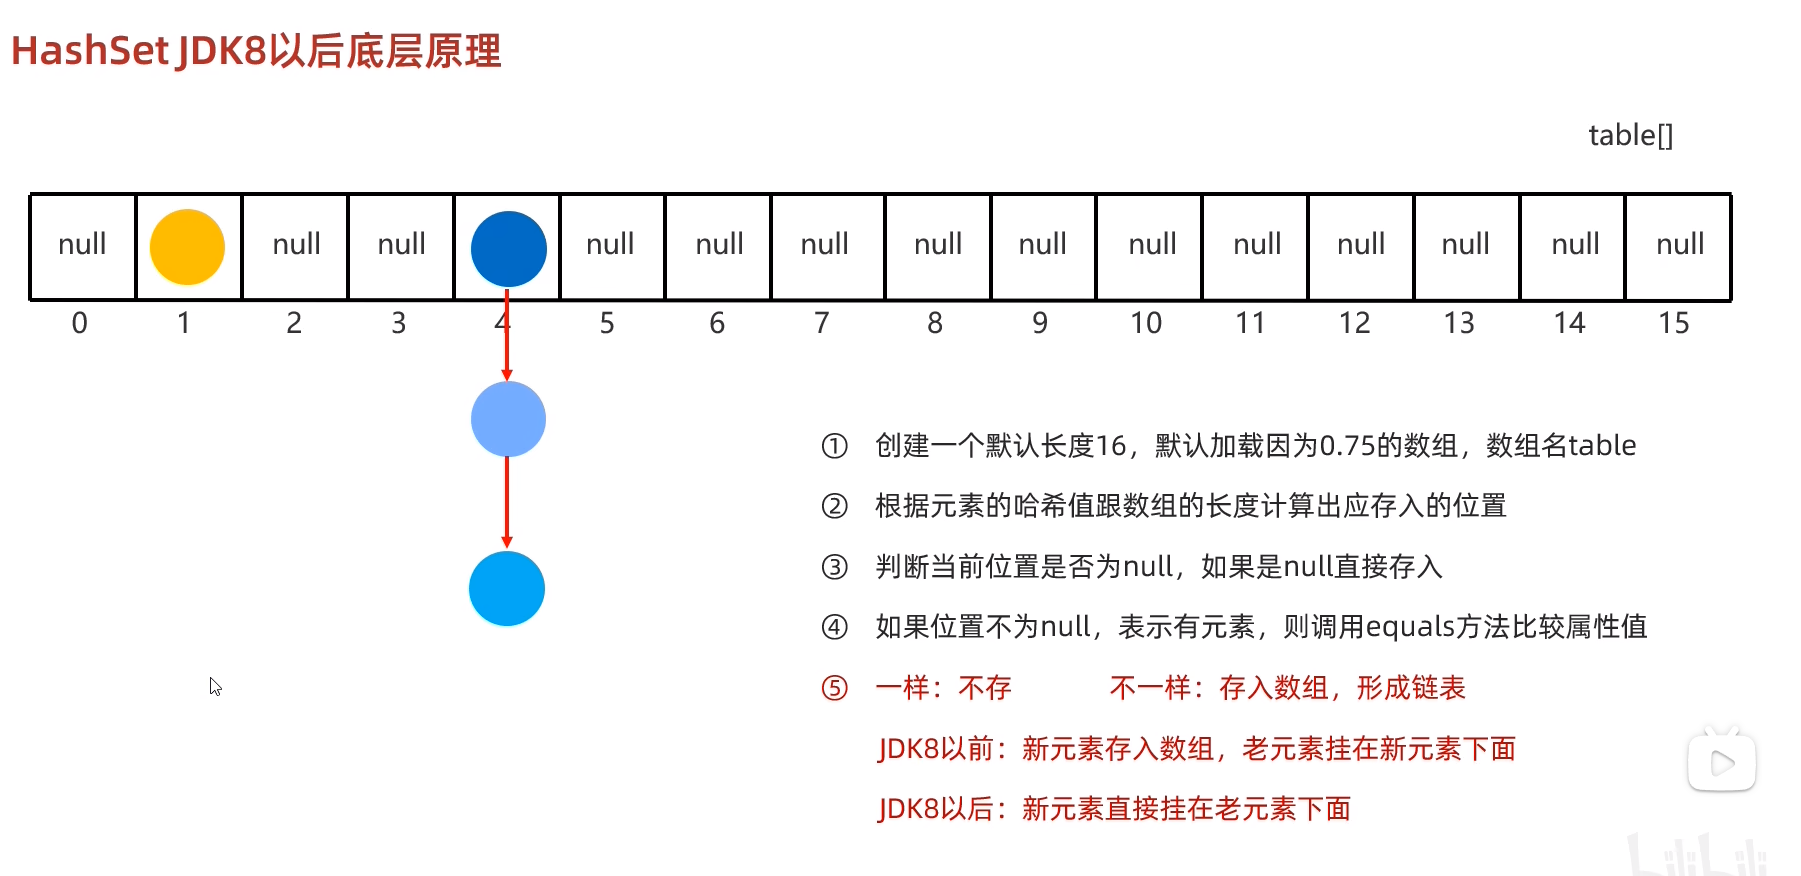 HashSet JDK8以后底层原理
table[]
null null null null null null null null null null null null null null
0 1 2 3 4 5 6 7 8 9 10 11 12 13 14 15
① 创建一个默认长度16，默认加载因为0.75的数组，数组名table
② 根据元素的哈希值跟数组的长度计算出应存入的位置
③ 判断当前位置是否为null，如果是null直接存入
④ 如果位置不为null，表示有元素，则调用equals方法比较属性值
⑤ 一样：不存 不一样：存入数组，形成链表
JDK8以前：新元素存入数组，老元素挂在新元素下面
JDK8以后：新元素直接挂在老元素下面
bilibili